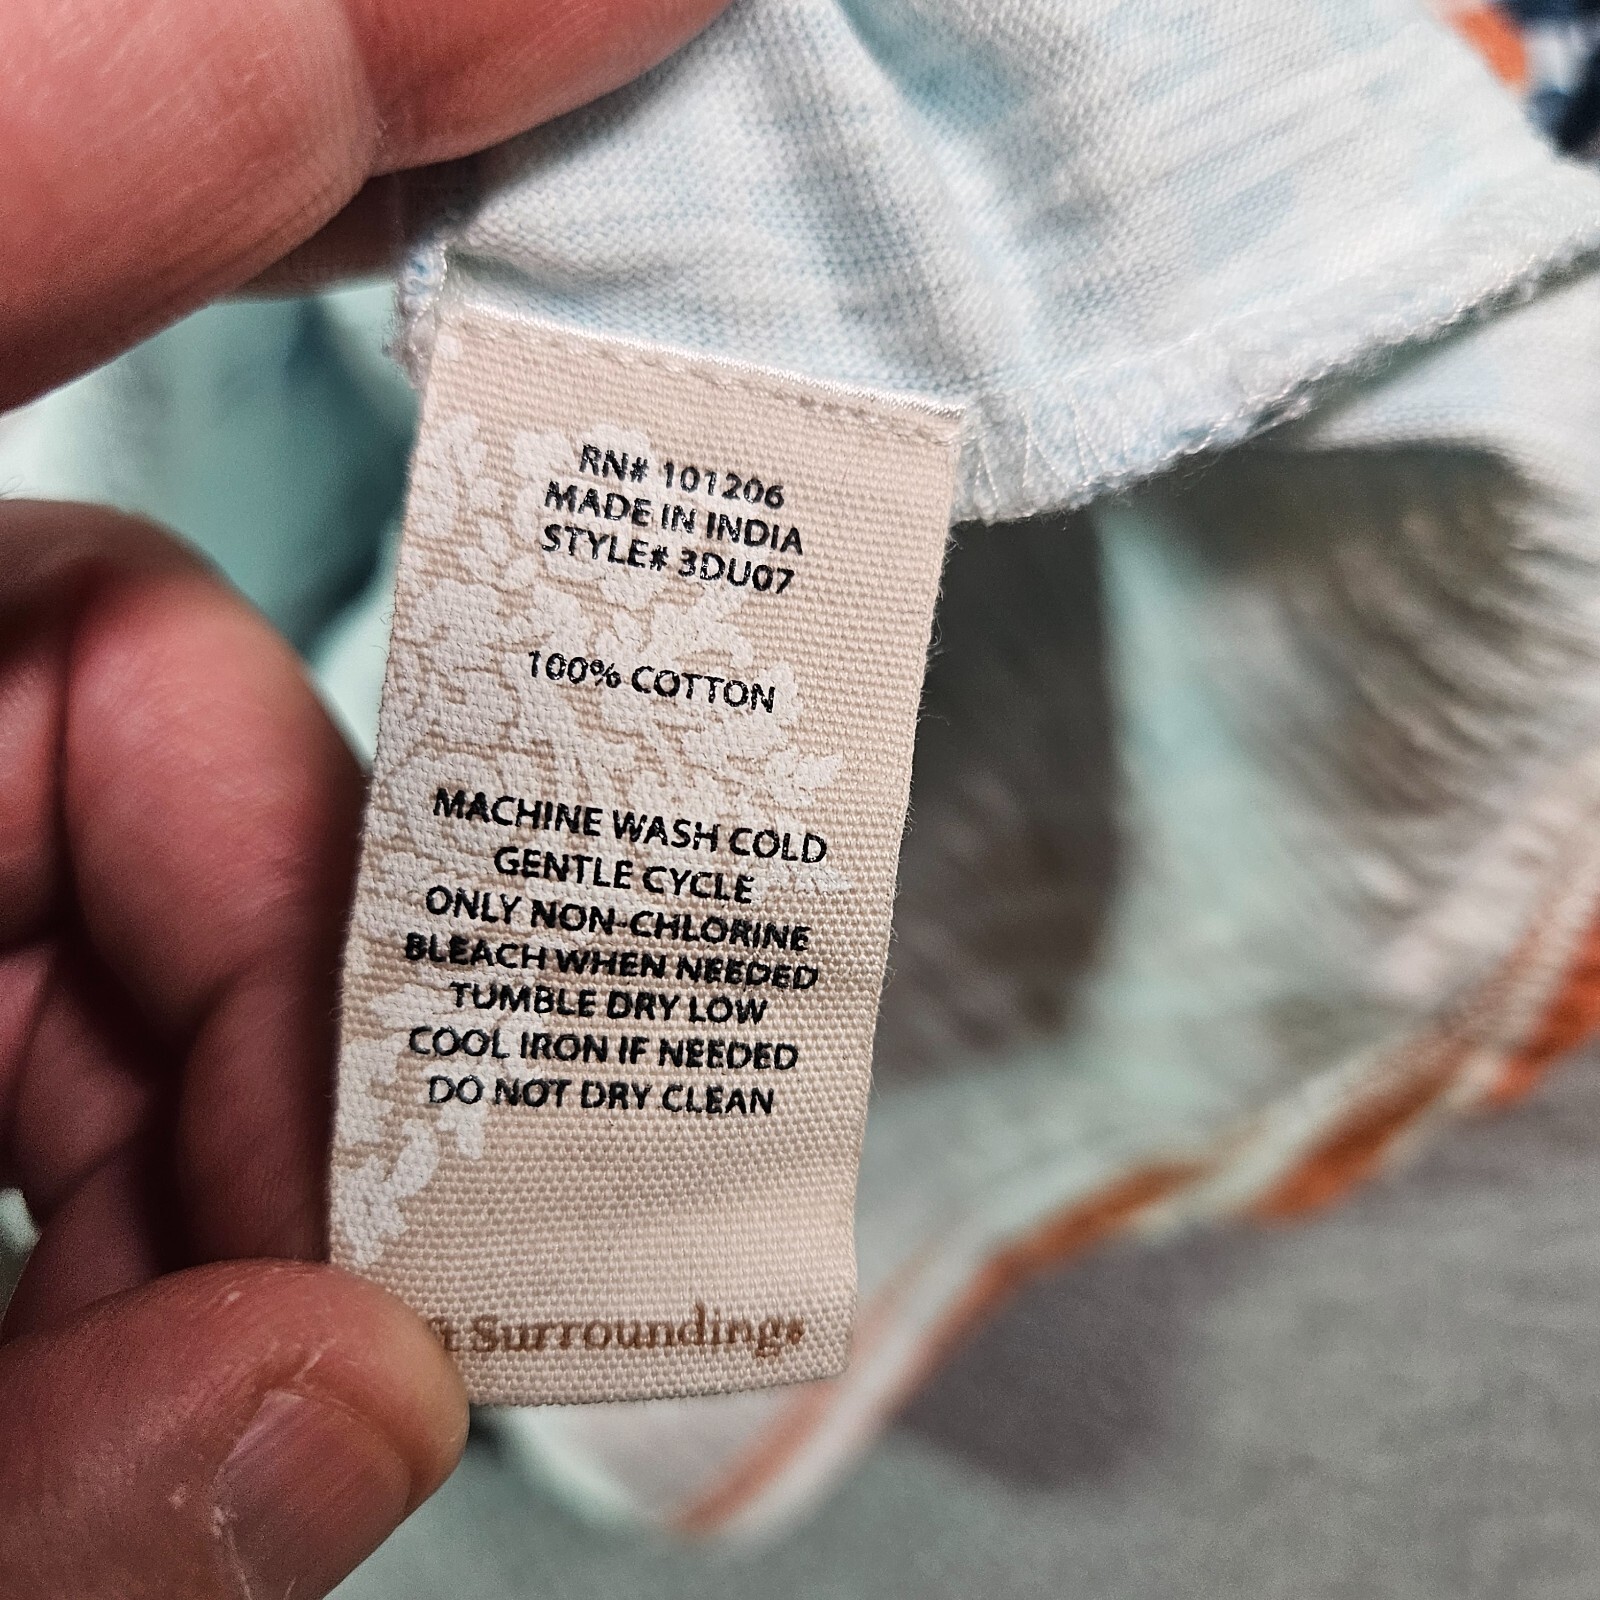 RN# 101206
MADE IN INDIA
STYLE# 3DU07
100% COTTON
MACHINE WASH COLD
GENTLE CYCLE
ONLY NON-CHLORINE
BLEACH WHEN NEEDED
TUMBLE DRY LOW
COOL IRON IF NEEDED
DO NOT DRY CLEAN
ft Surroundings